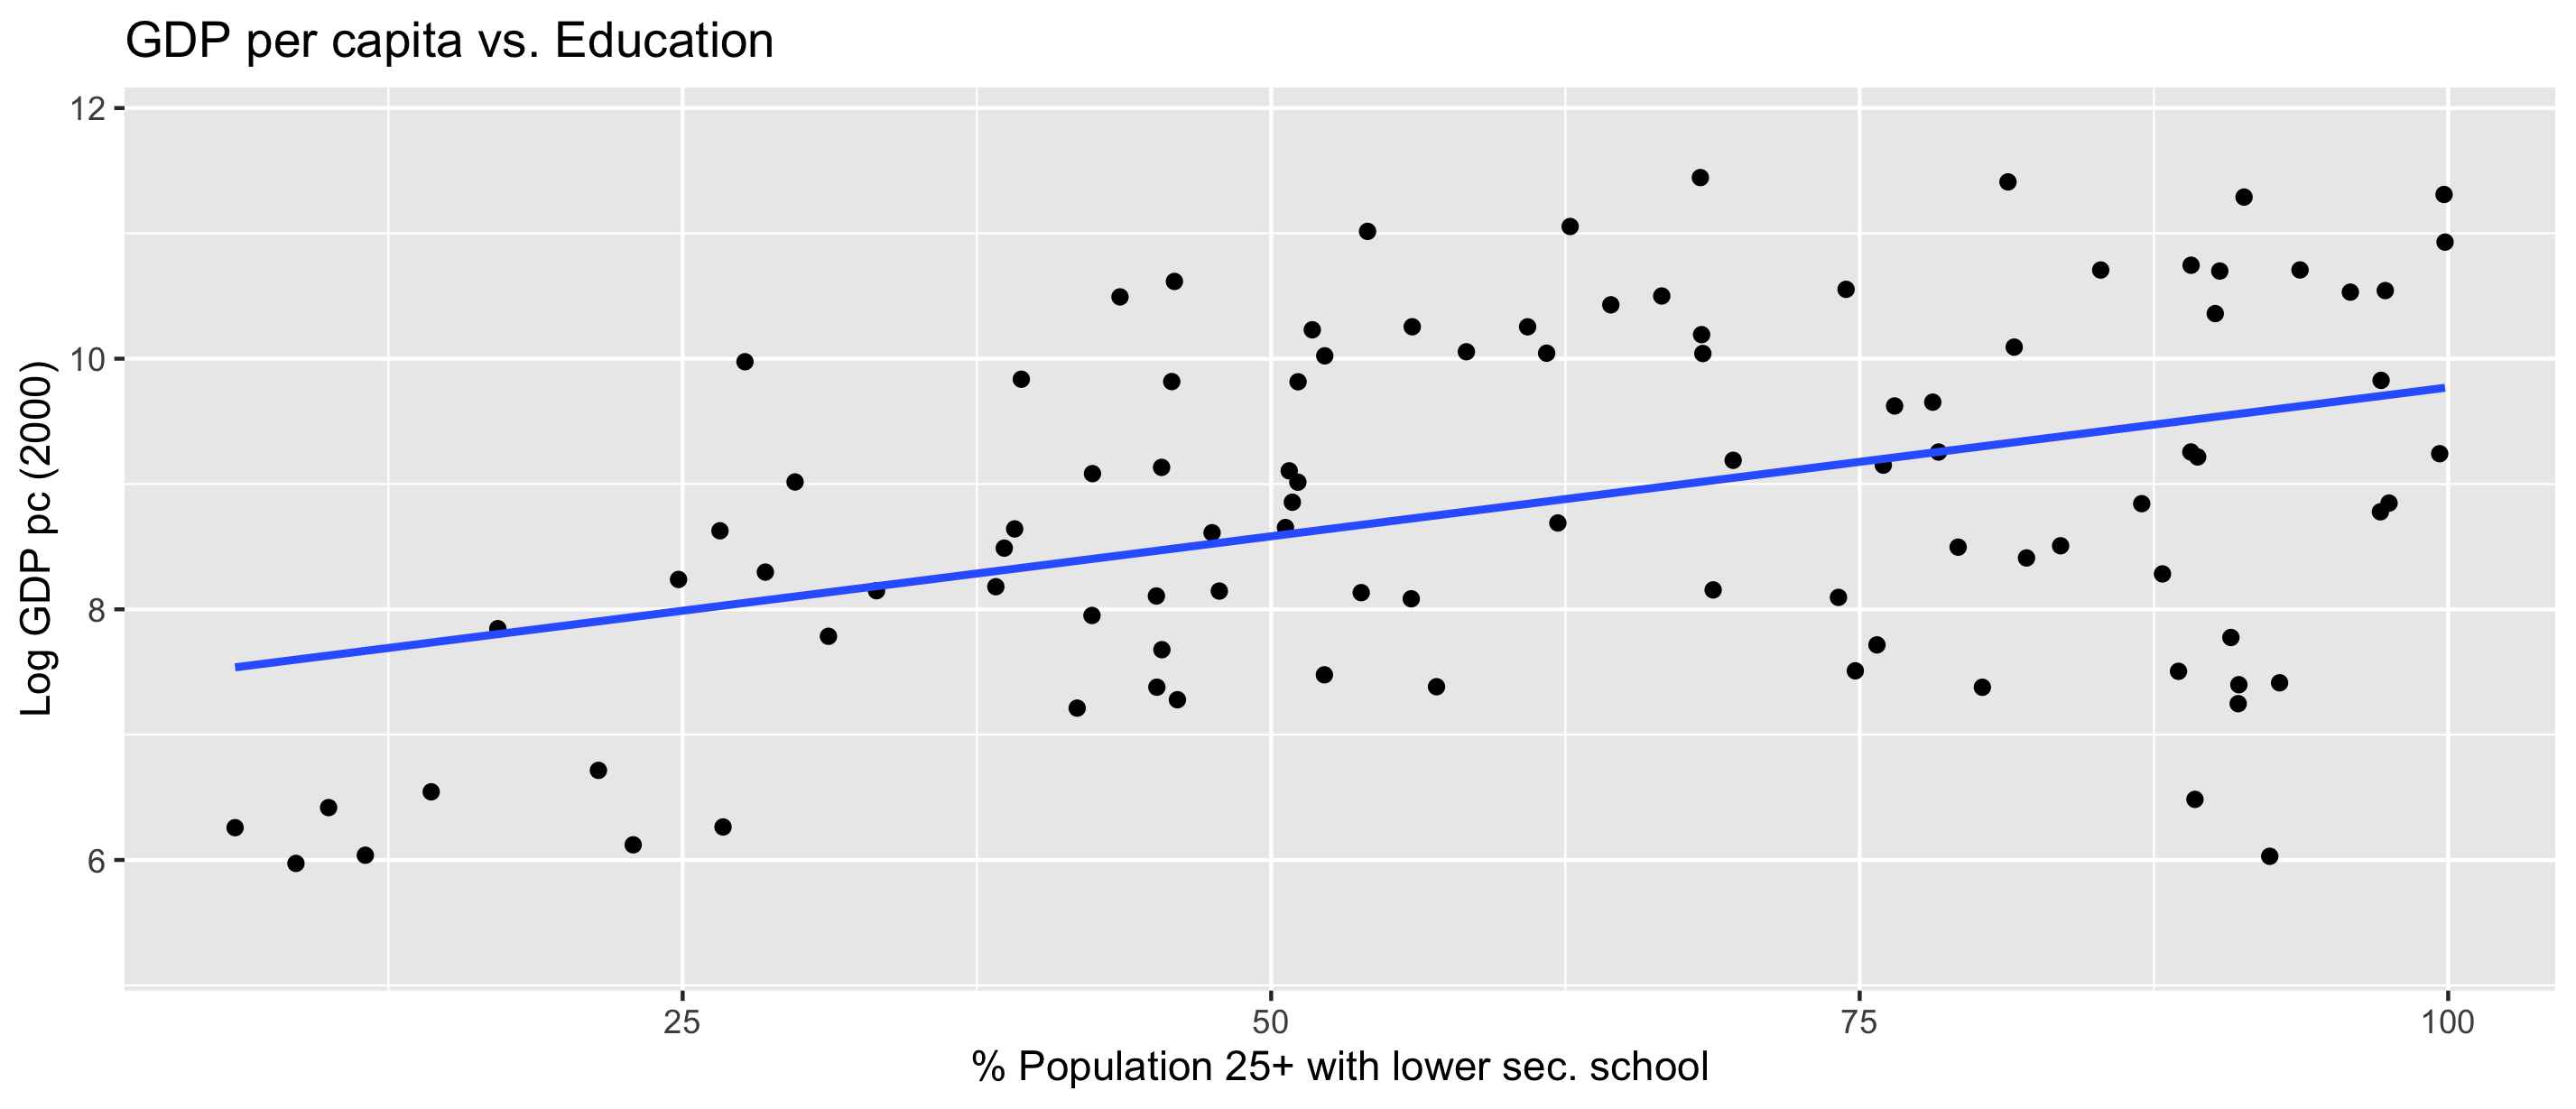 GDP per capita vs. Education
12
10
8
6
Log GDP pc (2000)
25 50 75 100
% Population 25+ with lower sec. school